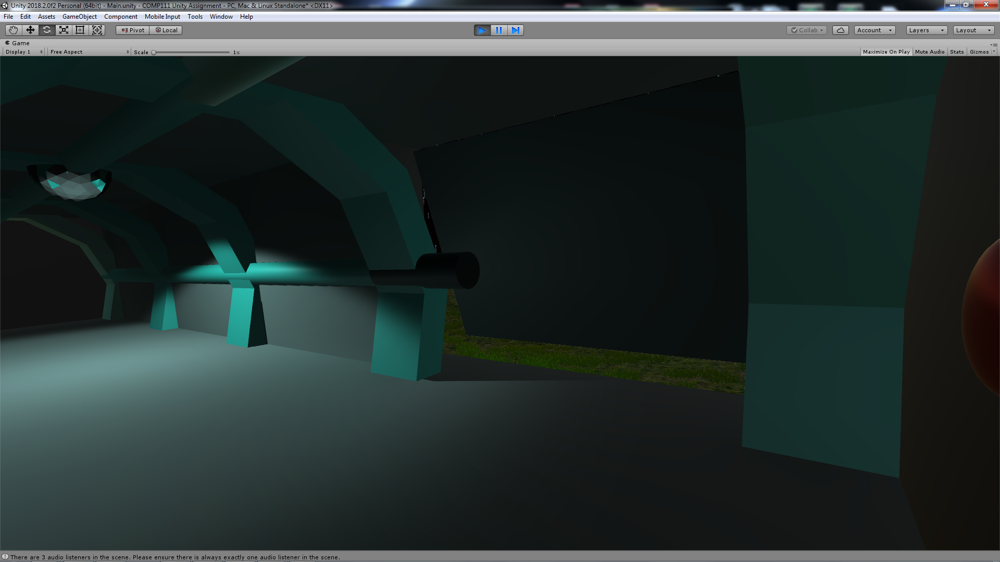 Unity 2018.2.0f2 Personal (64bit) - Main.unity - COMP111 Unity Assignment - PC, Mac & Linux Standalone* <DX11>
File Edit Assets GameObject Component Mobile Input Tools Window Help
Pivot Local Collab Account Layers Layout
Game
Display 1 Free Aspect Scale 1x Maximize On Play Mute Audio Stats Gizmos
There are 3 audio listeners in the scene. Please ensure there is always exactly one audio listener in the scene.